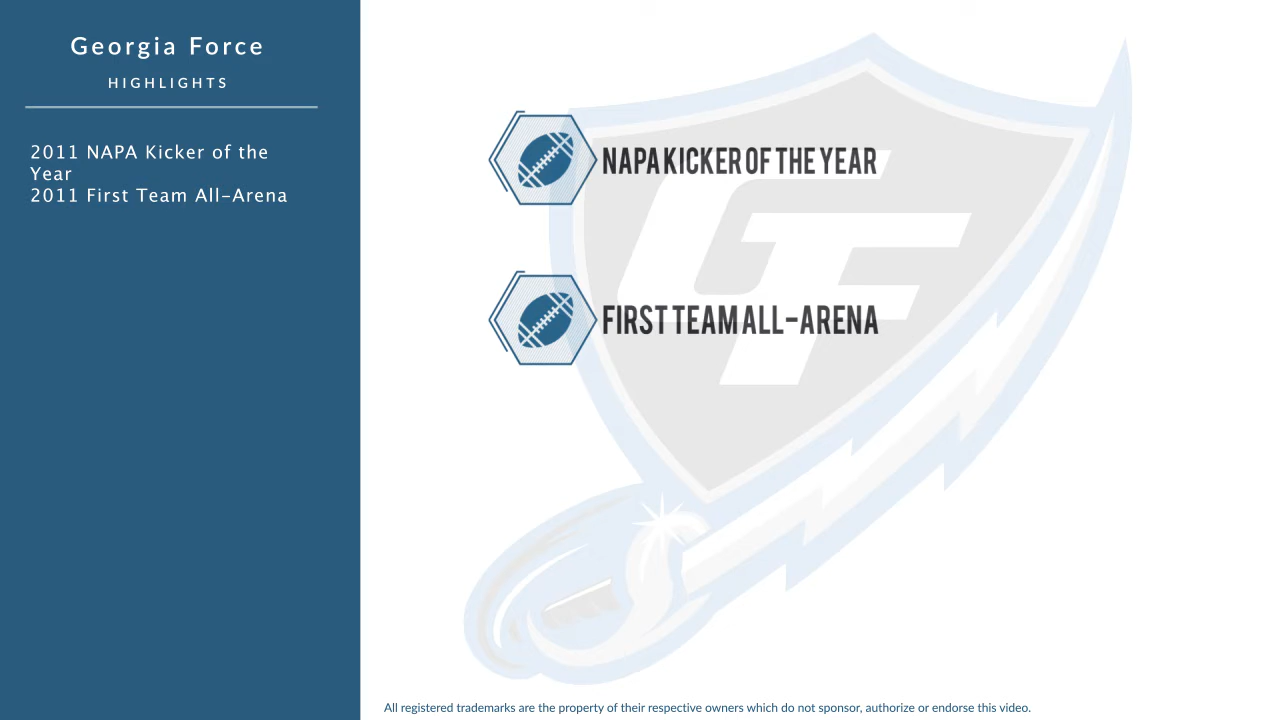 Georgia Force
HIGHLIGHTS
2011 NAPA Kicker of the
Year
2011 First Team All-Arena
NAPA KICKER OF THE YEAR
FIRST TEAM ALL-ARENA
GF
All registered trademarks are the property of their respective owners which do not sponsor, authorize or endorse this video.